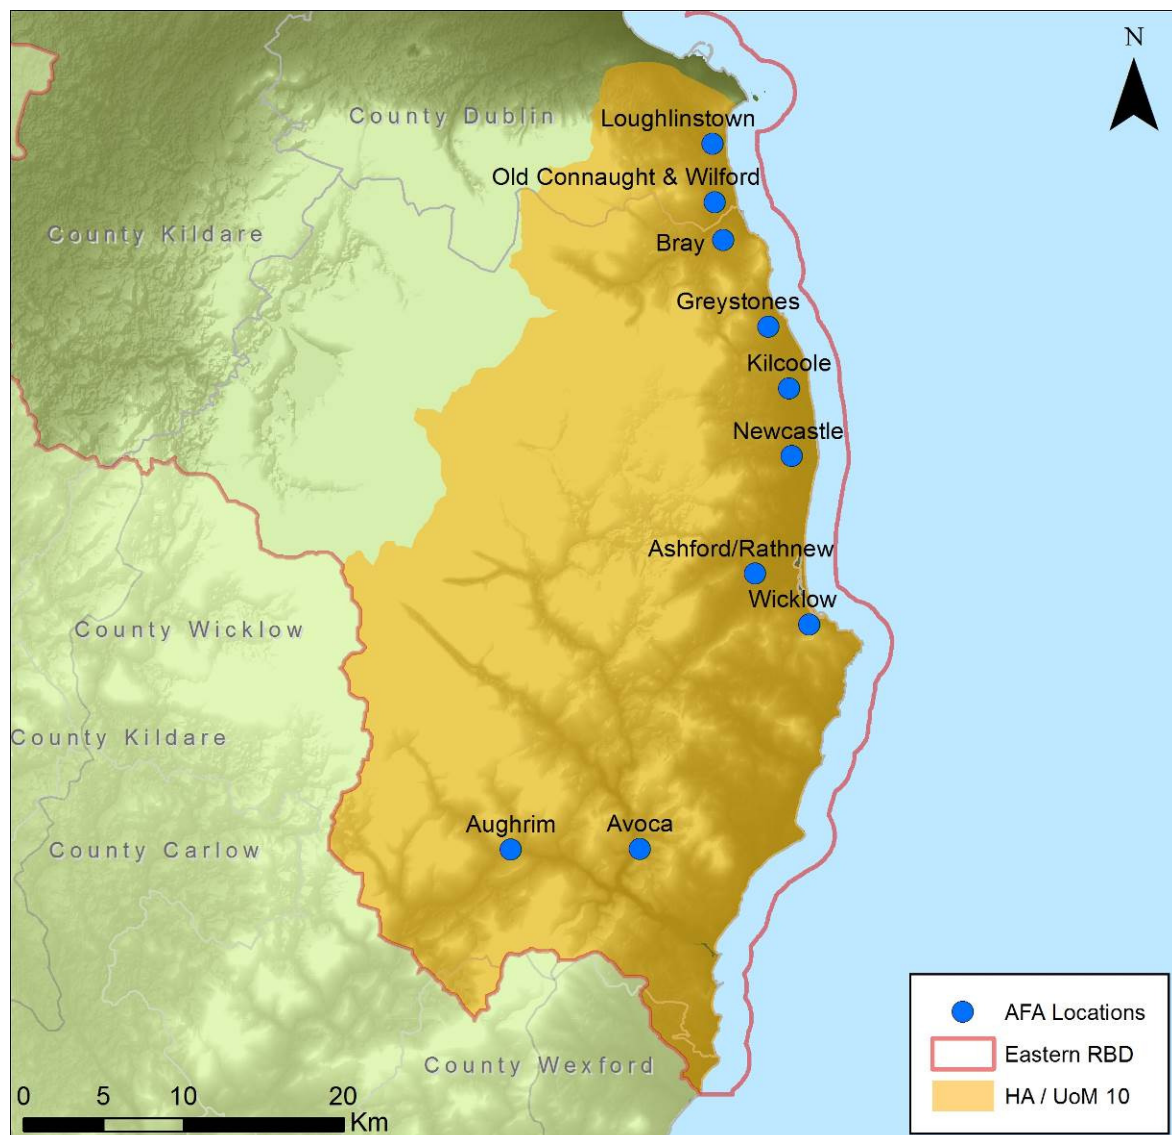 N
County Dublin
Loughlinstown
Old Connaught & Wilford
County Kildare
Bray
Greystones
Kilcoole
Newcastle
Ashford/Rathnew
Wicklow
County Wicklow
County Kildare
Aughrim
Avoca
County Carlow
County Wexford
AFA Locations
Eastern RBD
HA / UoM 10
0 5 10 20
Km